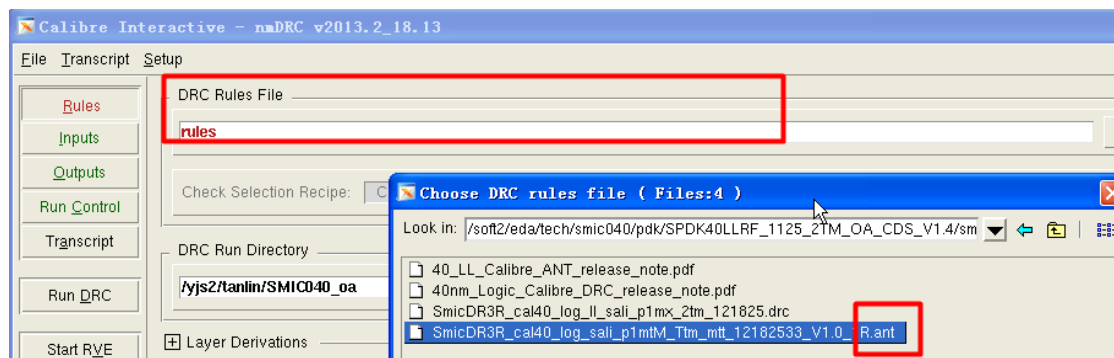 Calibre Interactive - nmDRC v2013.2_18.13
File Transcript Setup
Rules
DRC Rules File
rules
Inputs
Outputs
Check Selection Recipe: C
Choose DRC rules file ( Files:4 )
Run Control
Look in: /soft2/eda/tech/smic040/pdk/SPDK40LLRF_1125_2TM_OA_CDS_V1.4/sm
Transcript
DRC Run Directory
40_LL_Calibre_ANT_release_note.pdf
/yjs2/tanlin/SMIC040_oa
40nm_Logic_Calibre_DRC_release_note.pdf
Run DRC
SmicDR3R_cal40_log_ll_sali_p1mx_2tm_121825.drc
SmicDR3R_cal40_log_sali_p1mtM_Ttm_mtt_12182533_V1.0_ R.ant
Start RVE
Layer Derivations